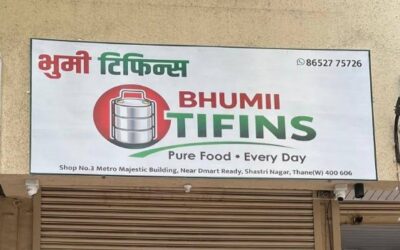 भुमी टिफिन्स
86527 75726
BHUMII
TIFINS
Pure Food • Every Day
Shop No.3 Metro Majestic Building, Near Dmart Ready, Shastri Nagar, Thane(W) 400 606